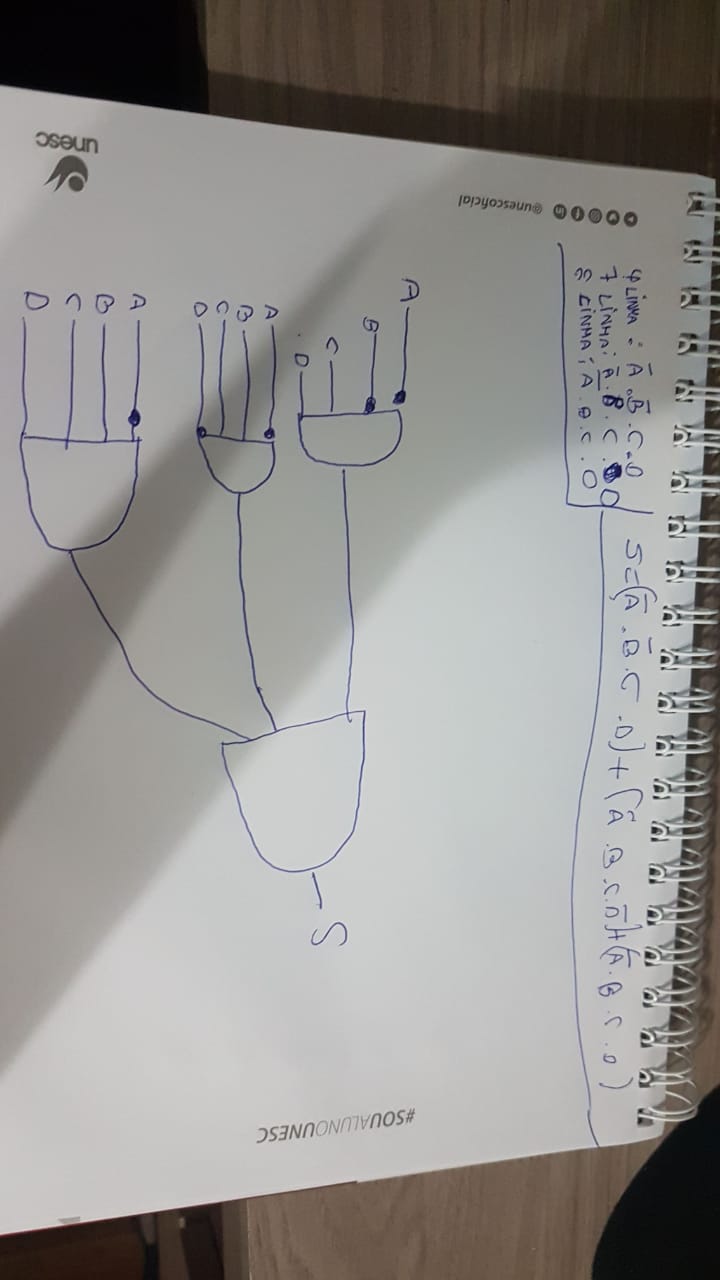 4 LINHA: Ā.B̄.C.D
7 LINHA: Ā.B.C.D
8 LINHA: Ā.B.C.D
S=(Ā.B̄.C.D)+(Ā.B.C.D̄)+(Ā.B.C.D)
@unescoficial
A
B
C
D
A
B
C
D
A
B
C
D
S
unesc
#SOUALUNOUNESC